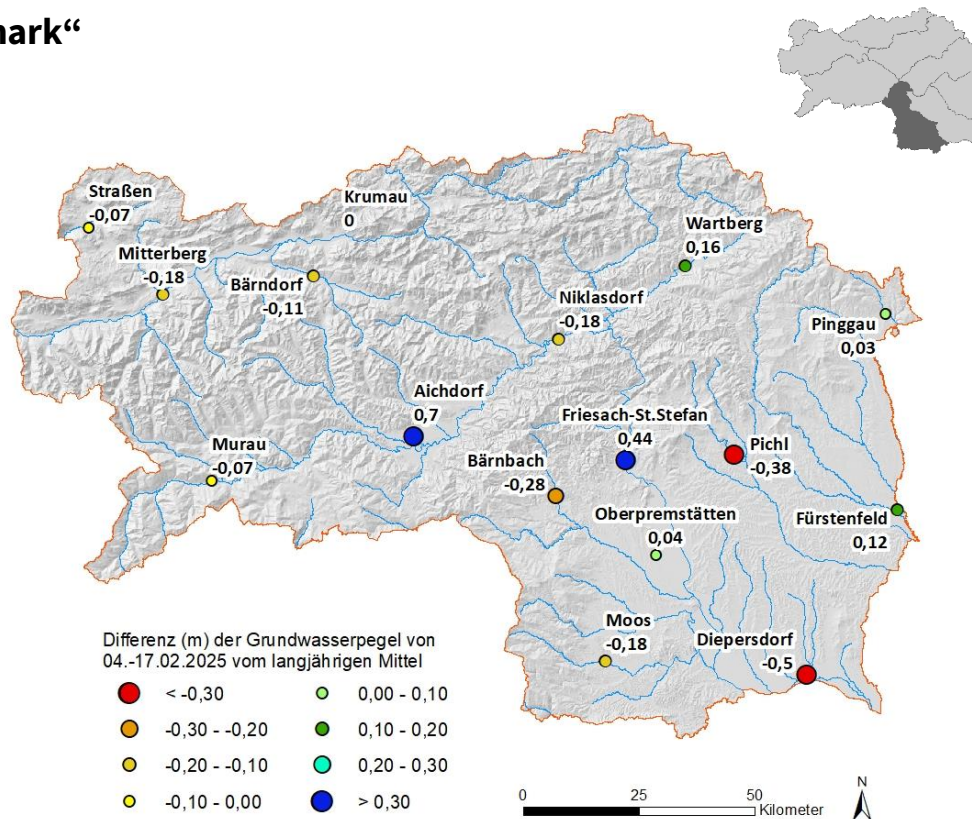 nark“
Straßen
-0,07
Krumau
0
Wartberg
0,16
Mitterberg
-0,18
Bärndorf
-0,11
Niklasdorf
-0,18
Pinggau
0,03
Aichdorf
0,7
Friesach-St.Stefan
0,44
Pichl
-0,38
Murau
-0,07
Bärnbach
-0,28
Oberpremstätten
0,04
Fürstenfeld
0,12
Moos
-0,18
Diepersdorf
-0,5
Differenz (m) der Grundwasserpegel von
04.-17.02.2025 vom langjährigen Mittel
< -0,30
-0,30 - -0,20
-0,20 - -0,10
-0,10 - 0,00
0,00 - 0,10
0,10 - 0,20
0,20 - 0,30
> 0,30
0 25 50
Kilometer
N